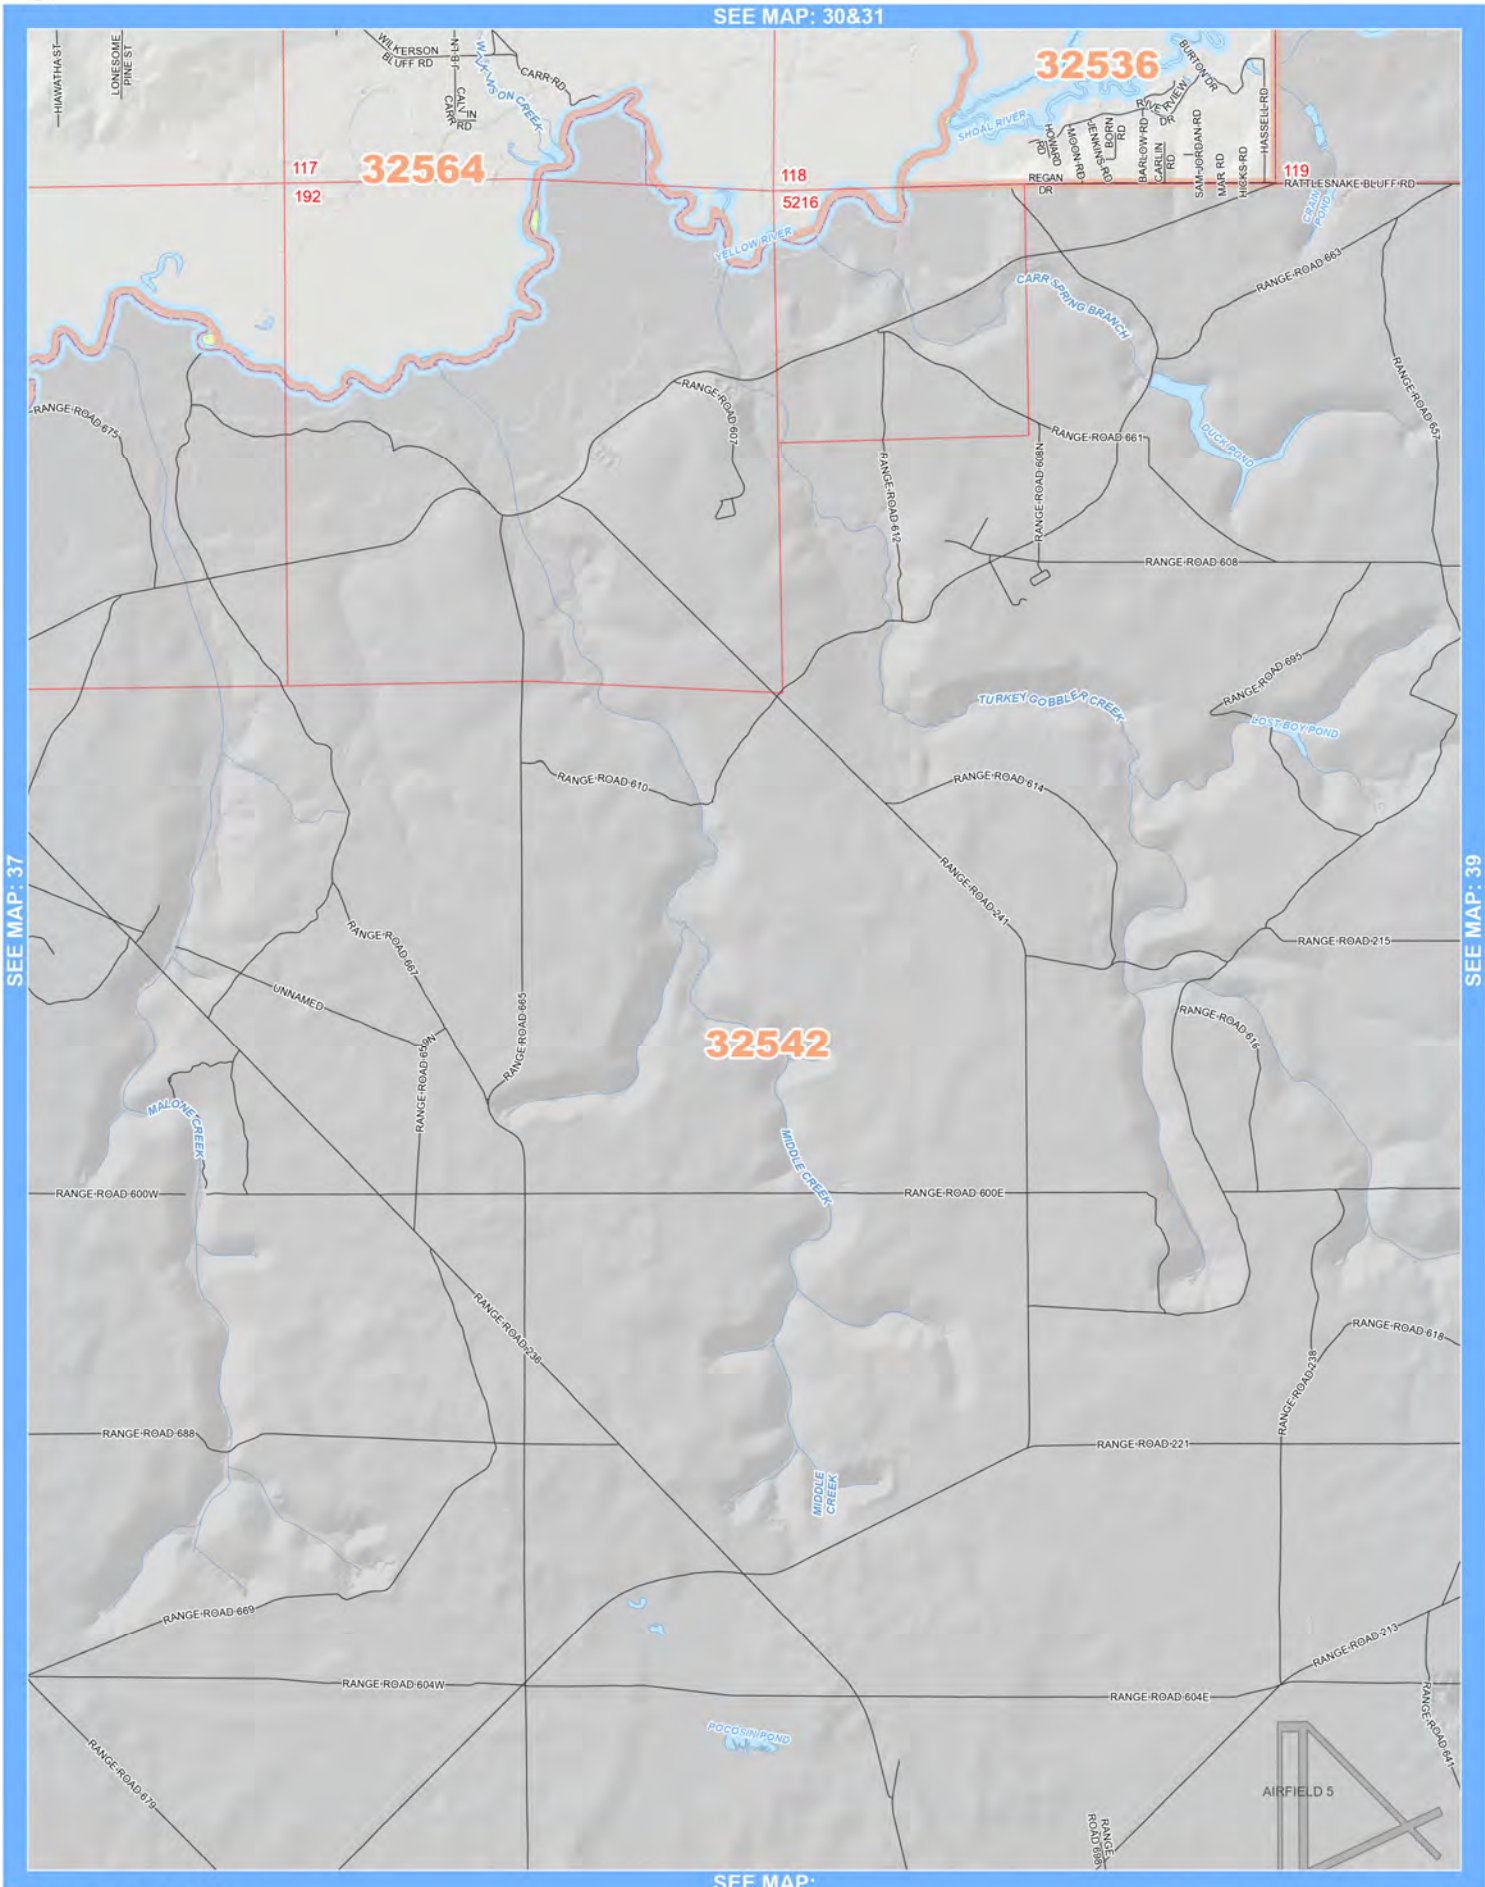 SEE MAP: 30&31
HIAWATHA ST
LONESOME
PINE ST
WILKERSON
BLUFF RD
J B LN
CALVIN
CARR RD
CARR RD
32536
BURTON DR
RIVERVIEW
DR
SHOAL RIVER
HOWARD
RD
MOON RD
JENKINS RD
BORN
RD
BARLOW RD
CARLIN
RD
SAM JORDAN RD
MAR RD
HICKS RD
HASSELL RD
117
32564
118
REGAN
DR
119
RATTLESNAKE BLUFF RD
192
5216
POND
YELLOW RIVER
RANGE ROAD 663
CARR SPRING BRANCH
RANGE ROAD 675
RANGE ROAD 607
RANGE ROAD 657
RANGE ROAD 661
DUCK POND
RANGE ROAD 612
RANGE ROAD 608N
RANGE ROAD 608
RANGE ROAD 695
TURKEY GOBBLER CREEK
LOST BOY POND
RANGE ROAD 610
RANGE ROAD 614
SEE MAP: 37
SEE MAP: 39
RANGE ROAD 241
RANGE ROAD 667
RANGE ROAD 215
UNNAMED
RANGE ROAD 665
RANGE ROAD 616
32542
RANGE ROAD 659N
MALONE CREEK
MIDDLE CREEK
RANGE ROAD 600W
RANGE ROAD 600E
RANGE ROAD 236
RANGE ROAD 618
RANGE ROAD 238
RANGE ROAD 688
RANGE ROAD 221
MIDDLE
CREEK
RANGE ROAD 669
RANGE ROAD 213
RANGE ROAD 604W
RANGE ROAD 604E
RANGE ROAD 641
POCOSIN POND
RANGE ROAD 679
AIRFIELD 5
RANGE
ROAD 698
SEE MAP: